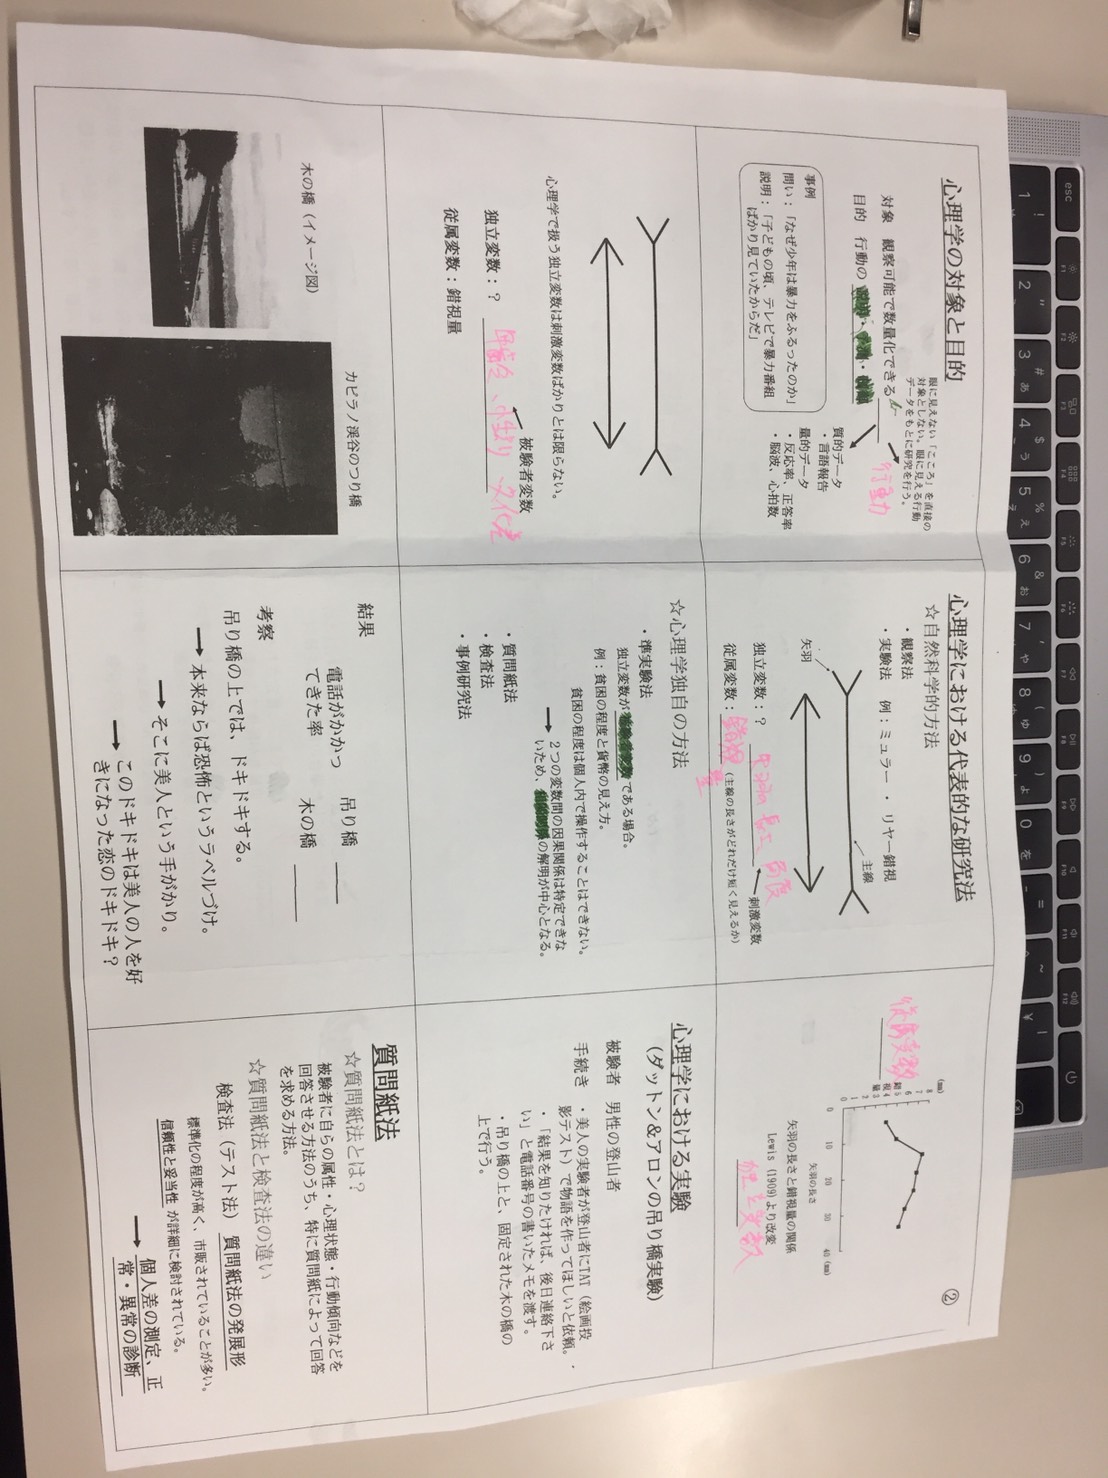 ②
心理学の対象と目的
対象　観察可能で数量化できる
行動
眼に見えない「こころ」を直接の
対象としない。眼に見える行動
データをもとに研究を行う。
目的　行動の
質的データ
・言語報告
量的データ
・反応率、正答率
・脳波、心拍数
事例
問い：「なぜ少年は暴力をふるったのか」
説明：「子どもの頃、テレビで暴力番組
ばかり見ていたからだ」
心理学における代表的な研究法
☆自然科学的方法
・観察法
・実験法　例：ミュラー・リヤー錯視
主線
矢羽
独立変数：？
刺激変数
従属変数：錯視量（主線の長さがどれだけ短く見えるか）
従属変数
(mm)
8
7
6
5
4
3
2
1
0
錯視量
0 10 20 30 40 (mm)
矢羽の長さ
矢羽の長さと錯視量の関係
Lewis (1909)より改変
独立変数
心理学で扱う独立変数は刺激変数ばかりとは限らない。
独立変数：？　年齢、
被験者変数
従属変数：錯視量
☆心理学独自の方法
・準実験法
独立変数が
である場合。
例：貧困の程度と貨幣の見え方。
貧困の程度は個人内で操作することはできない。
→ 2つの変数間の因果関係は特定できな
いため、
の解明が中心となる。
・質問紙法
・検査法
・事例研究法
心理学における実験
（ダットン&アロンの吊り橋実験）
被験者　男性の登山者
手続き　・美人の実験者が登山者にTAT（絵画投
影テスト）で物語を作ってほしいと依頼。・
・「結果を知りたければ、後日連絡下さ
い」と電話番号の書いたメモを渡す。
・吊り橋の上と、固定された木の橋の
上で行う。
木の橋（イメージ図）
カピラノ渓谷のつり橋
結果
電話がかかっ
てきた率
吊り橋
木の橋
考察
吊り橋の上では、ドキドキする。
→ 本来ならば恐怖というラベルづけ。
→ そこに美人という手がかり。
→ このドキドキは美人の人を好
きになった恋のドキドキ？
質問紙法
☆質問紙法とは？
被験者に自らの属性・心理状態・行動傾向などを
回答させる方法のうち、特に質問紙によって回答
を求める方法。
☆質問紙法と検査法の違い
検査法（テスト法）　質問紙法の発展形
標準化の程度が高く、市販されていることが多い。
信頼性と妥当性 が詳細に検討されている。
→ 個人差の測定、正
常・異常の診断